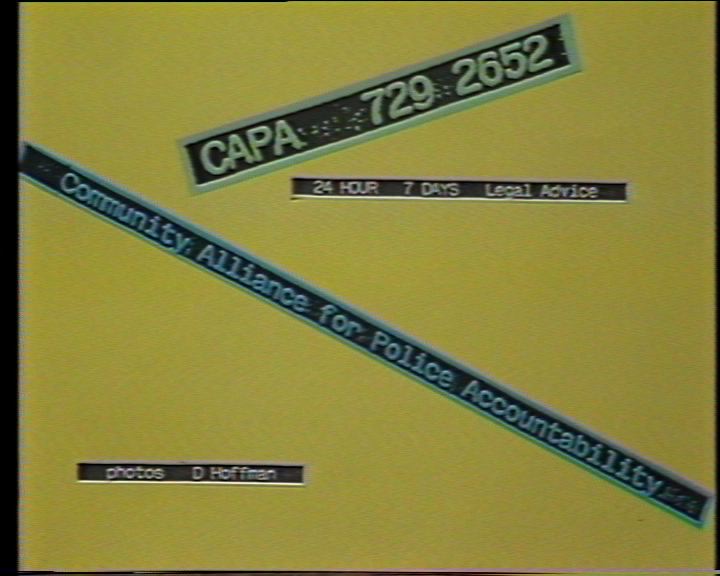 CAPA 729 2652
24 HOUR 7 DAYS Legal Advice
Community Alliance for Police Accountability
photos D Hoffman